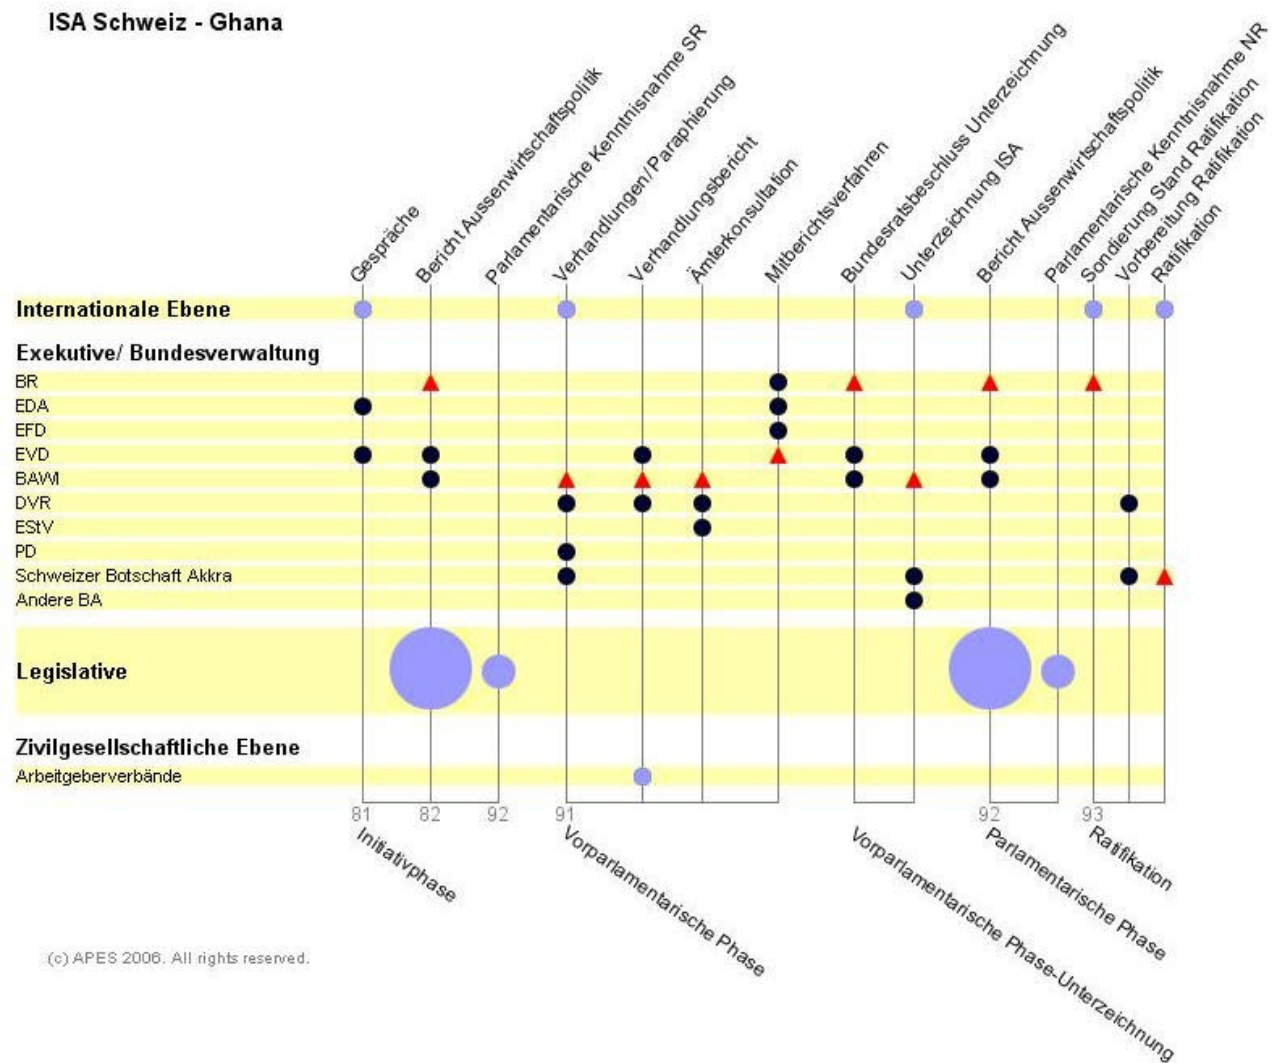 ISA Schweiz - Ghana
Gespräche
Bericht Aussenwirtschaftspolitik
Parlamentarische Kenntnisnahme SR
Verhandlungen/Paraphierung
Verhandlungsbericht
Ämterkonsultation
Mitberichtsverfahren
Bundesratsbeschluss Unterzeichnung
Unterzeichnung ISA
Bericht Aussenwirtschaftspolitik
Parlamentarische Kenntnisnahme NR
Sondierung Stand Ratifikation
Vorbereitung Ratifikation
Ratifikation
Internationale Ebene
Exekutive/ Bundesverwaltung
BR
EDA
EFD
EVD
BAWI
DVR
EStV
PD
Schweizer Botschaft Akkra
Andere BA
Legislative
Zivilgesellschaftliche Ebene
Arbeitgeberverbände
81 82 92 91 92 93
Initiativphase
Vorparlamentarische Phase
Vorparlamentarische Phase-Unterzeichnung
Parlamentarische Phase
Ratifikation
(c) APES 2006. All rights reserved.